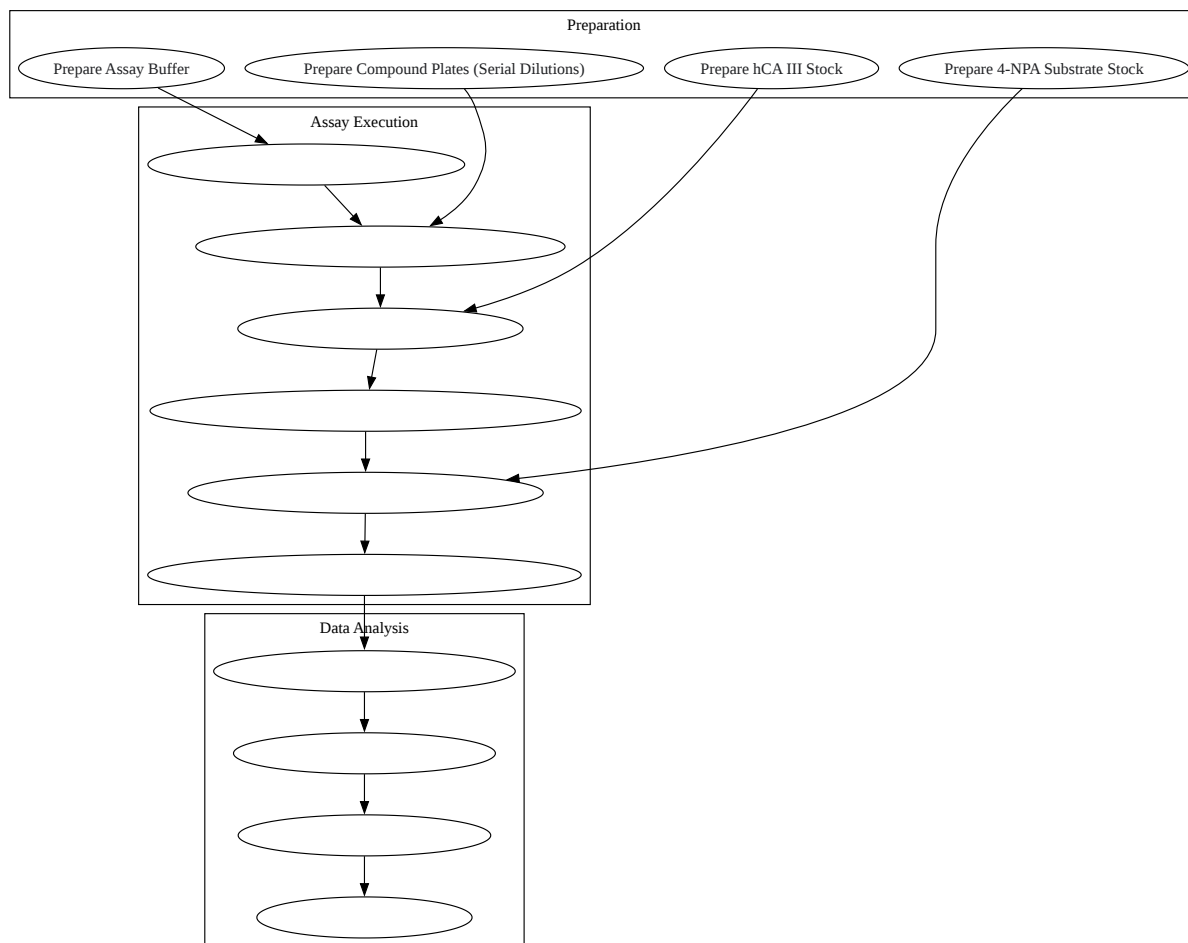 Preparation
Prepare Assay Buffer
Prepare Compound Plates (Serial Dilutions)
Prepare hCA III Stock
Prepare 4-NPA Substrate Stock
Assay Execution
Data Analysis